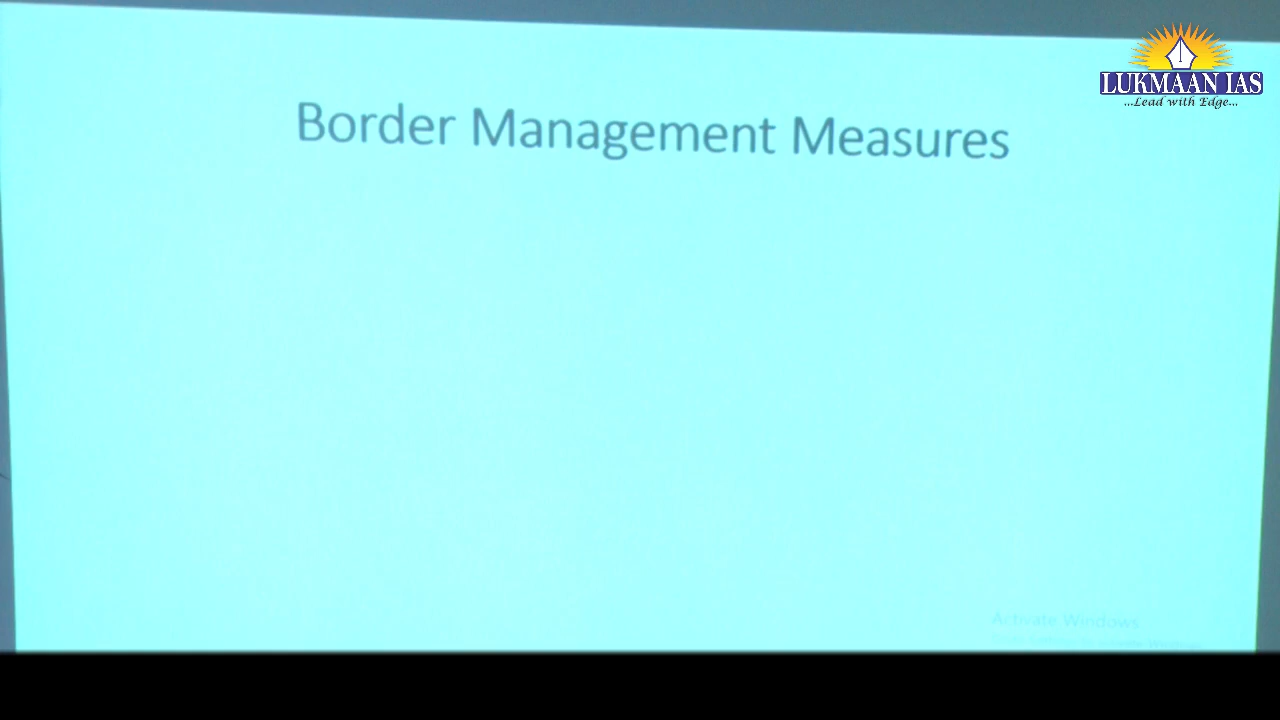 LUKMAAN IAS
...Lead with Edge...
Border Management Measures
Activate Windows